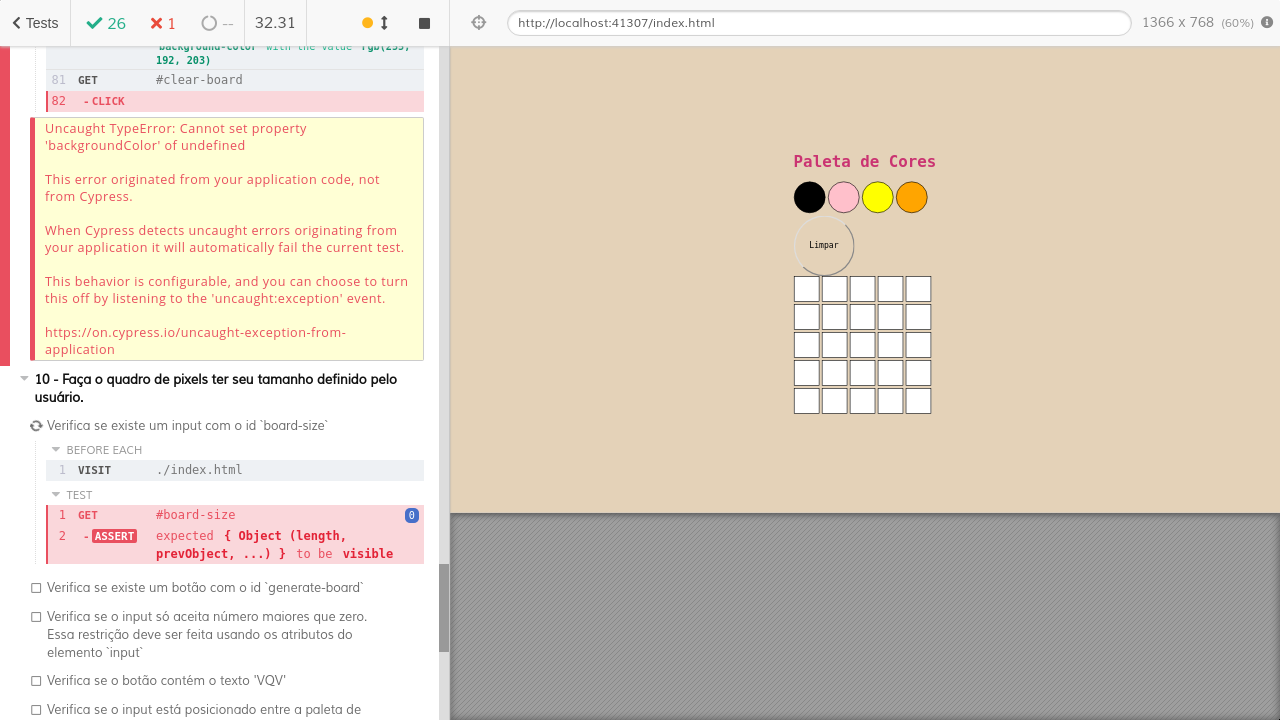 Tests
26
1
--
32.31
http://localhost:41307/index.html
1366 x 768 (60%)
'background-color' with the value rgb(255,
192, 203)
81 GET #clear-board
82 - CLICK
Uncaught TypeError: Cannot set property
'backgroundColor' of undefined
This error originated from your application code, not
from Cypress.
When Cypress detects uncaught errors originating from
your application it will automatically fail the current test.
This behavior is configurable, and you can choose to turn
this off by listening to the 'uncaught:exception' event.
https://on.cypress.io/uncaught-exception-from-
application
10 - Faça o quadro de pixels ter seu tamanho definido pelo
usuário.
Verifica se existe um input com o id `board-size`
BEFORE EACH
1 VISIT ./index.html
TEST
1 GET #board-size 0
2 - ASSERT expected { Object (length,
prevObject, ...) } to be visible
Verifica se existe um botão com o id `generate-board`
Verifica se o input só aceita número maiores que zero.
Essa restrição deve ser feita usando os atributos do
elemento `input`
Verifica se o botão contém o texto 'VQV'
Verifica se o input está posicionado entre a paleta de
Paleta de Cores
Limpar